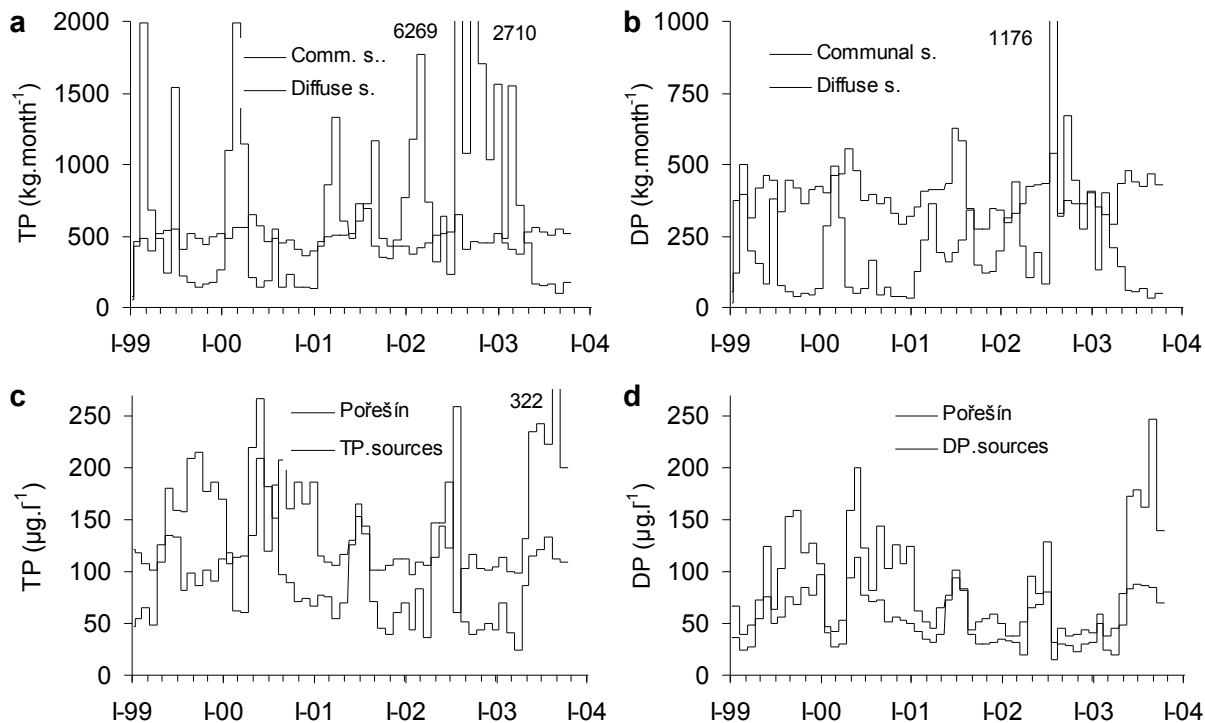 a
2000
1500
1000
500
0
TP (kg.month-1)
6269
2710
Comm. s..
Diffuse s.
I-99 I-00 I-01 I-02 I-03 I-04
b
1000
750
500
250
0
DP (kg.month-1)
1176
Communal s.
Diffuse s.
I-99 I-00 I-01 I-02 I-03 I-04
c
250
200
150
100
50
0
TP (µg.l-1)
322
Pořešín
TP.sources
I-99 I-00 I-01 I-02 I-03 I-04
d
250
200
150
100
50
0
DP (µg.l-1)
Pořešín
DP.sources
I-99 I-00 I-01 I-02 I-03 I-04